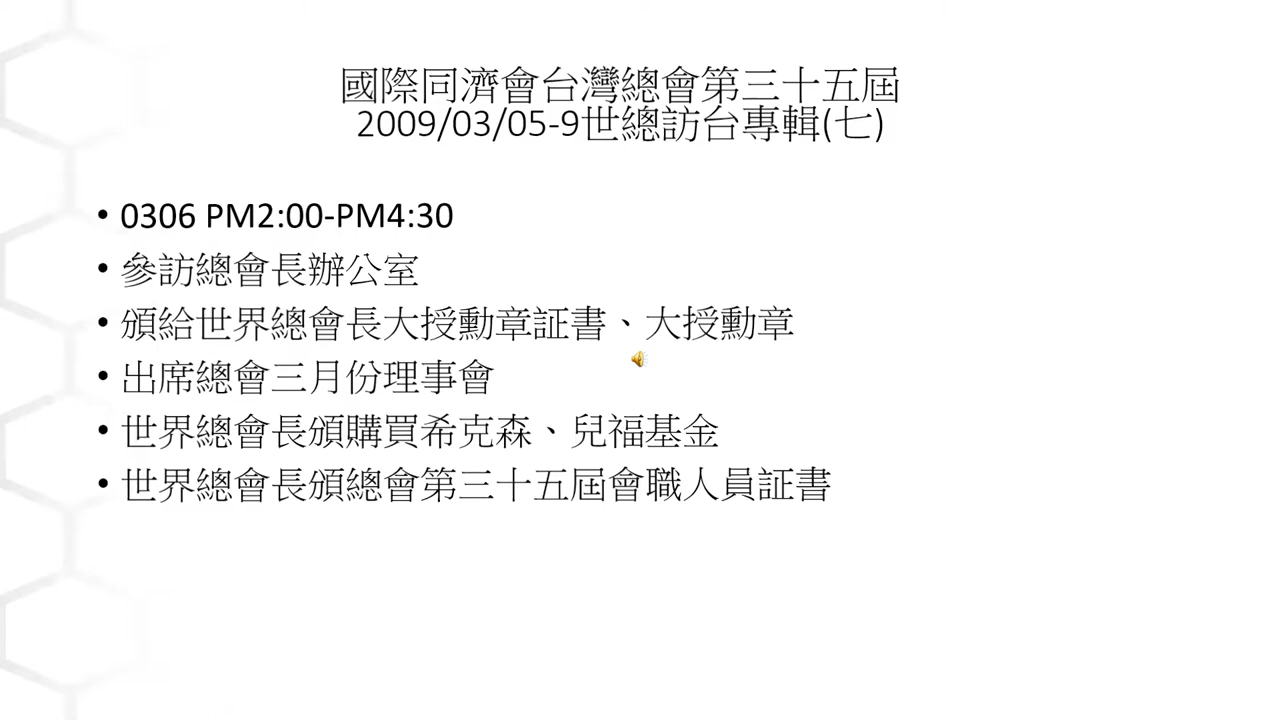 國際同濟會台灣總會第三十五屆
2009/03/05-9世總訪台專輯(七)
• 0306 PM2:00-PM4:30
• 參訪總會長辦公室
• 頒給世界總會長大授勳章証書、大授勳章
• 出席總會三月份理事會
• 世界總會長頒購買希克森、兒福基金
• 世界總會長頒總會第三十五屆會職人員証書